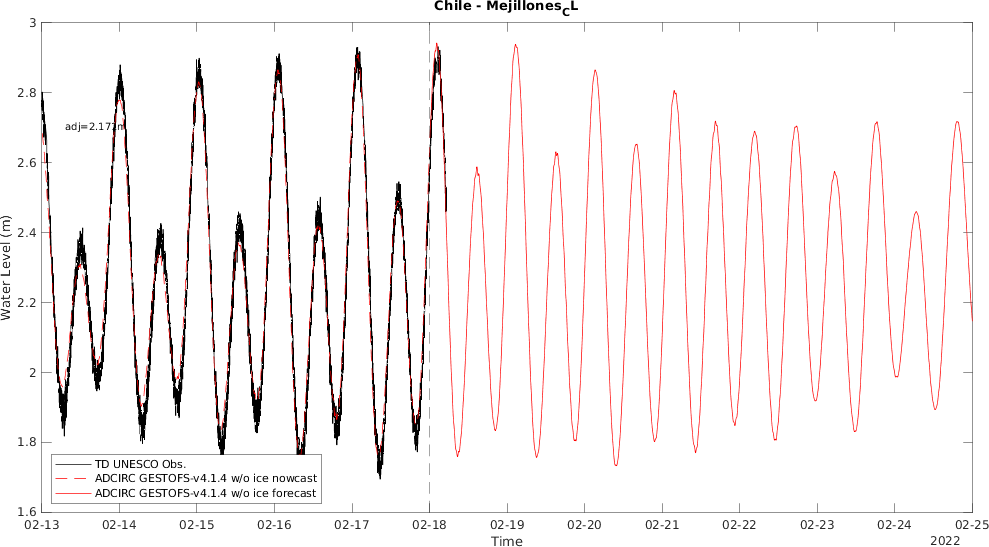 Chile - Mejillones_CL
3
2.8
2.6
2.4
2.2
2
1.8
1.6
Water Level (m)
adj=2.172m
TD UNESCO Obs.
ADCIRC GESTOFS-v4.1.4 w/o ice nowcast
ADCIRC GESTOFS-v4.1.4 w/o ice forecast
02-13 02-14 02-15 02-16 02-17 02-18 02-19 02-20 02-21 02-22 02-23 02-24 02-25
Time
2022